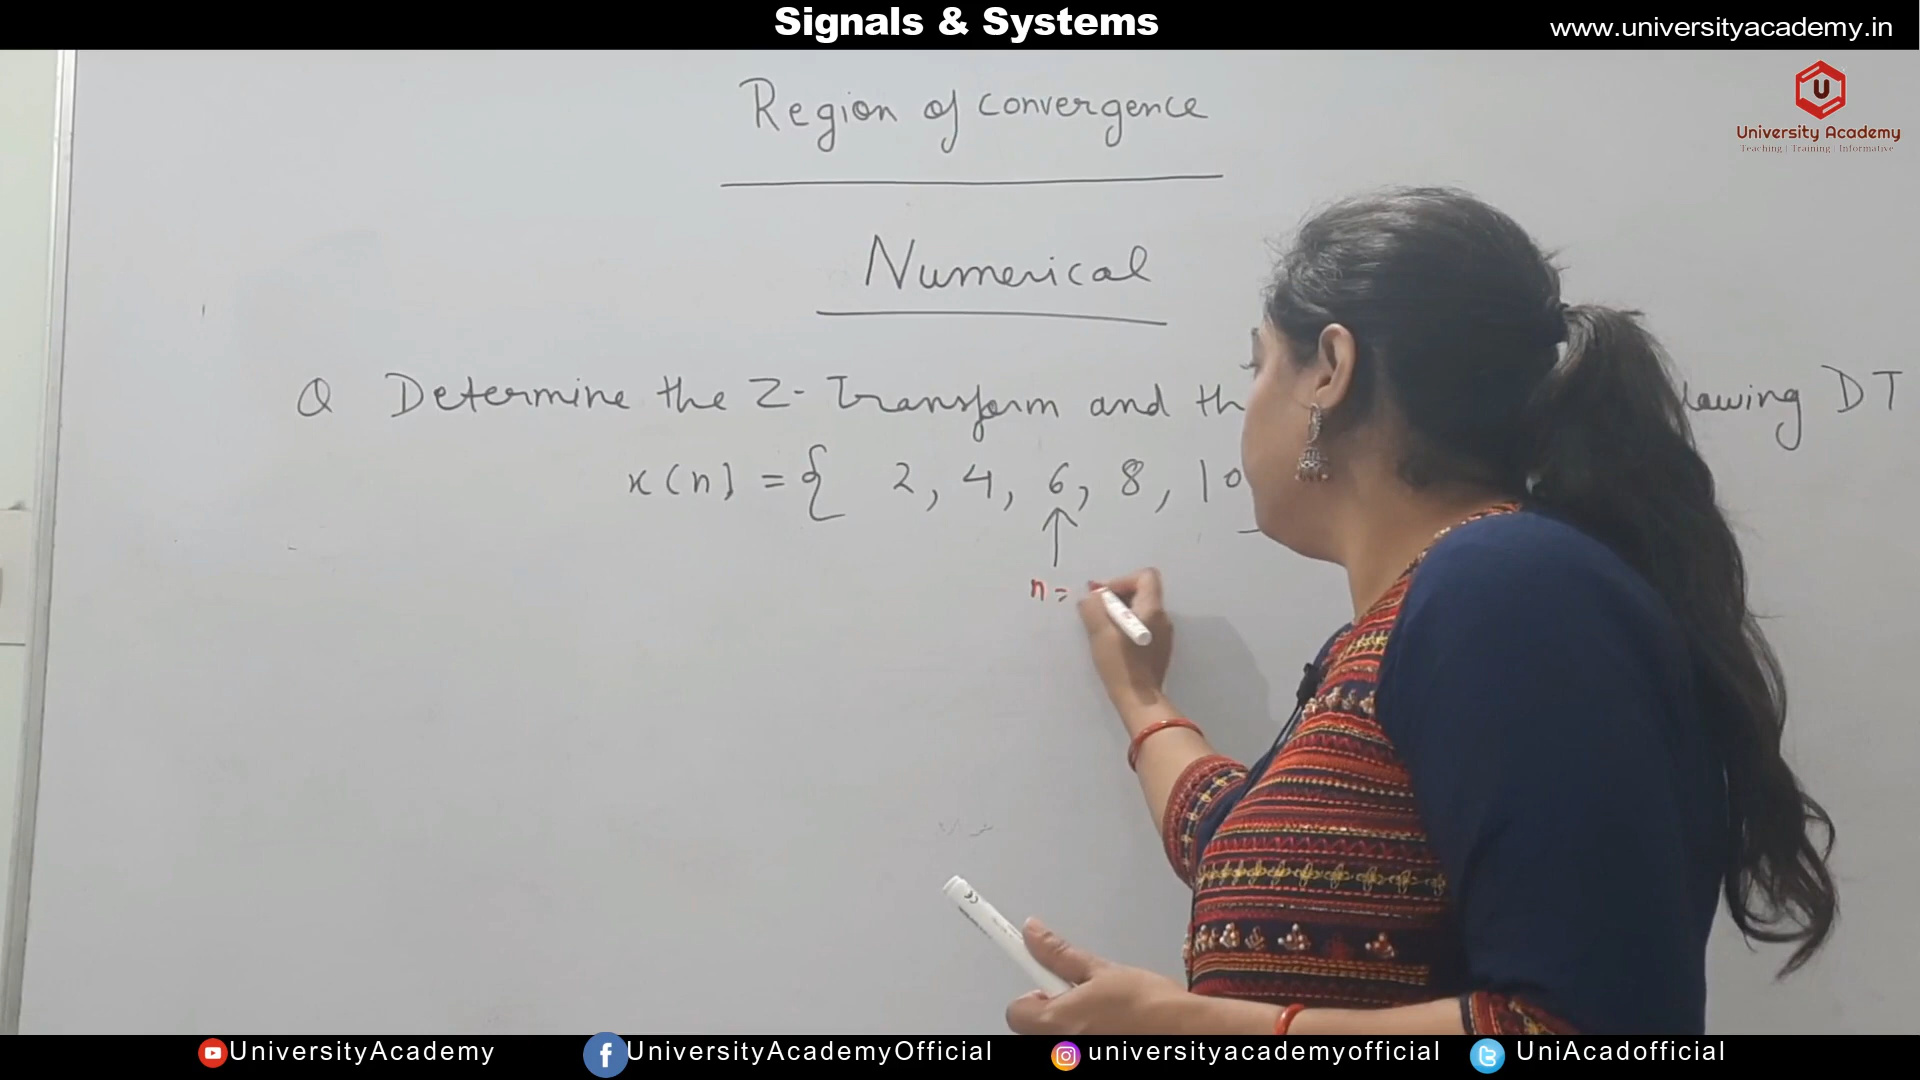 Signals & Systems
www.universityacademy.in
U
University Academy
Teaching | Training | Informative
Region of convergence
Numerical
Q Determine the Z-Transform and th lowing DT
x(n) = { 2, 4, 6, 8, 10
n =
UniversityAcademy
UniversityAcademyOfficial
universityacademyofficial
UniAcadofficial